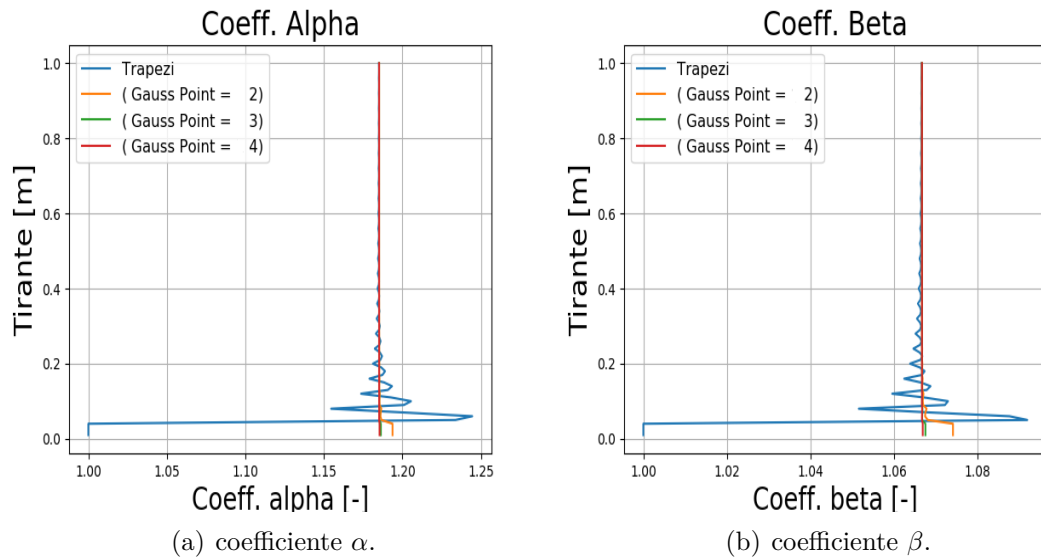 Coeff. Alpha
Trapezi
( Gauss Point = 2)
( Gauss Point = 3)
( Gauss Point = 4)
Tirante [m]
1.0
0.8
0.6
0.4
0.2
0.0
1.00 1.05 1.10 1.15 1.20 1.25
Coeff. alpha [-]
(a) coefficiente α.
Coeff. Beta
Trapezi
( Gauss Point = 2)
( Gauss Point = 3)
( Gauss Point = 4)
Tirante [m]
1.0
0.8
0.6
0.4
0.2
0.0
1.00 1.02 1.04 1.06 1.08
Coeff. beta [-]
(b) coefficiente β.